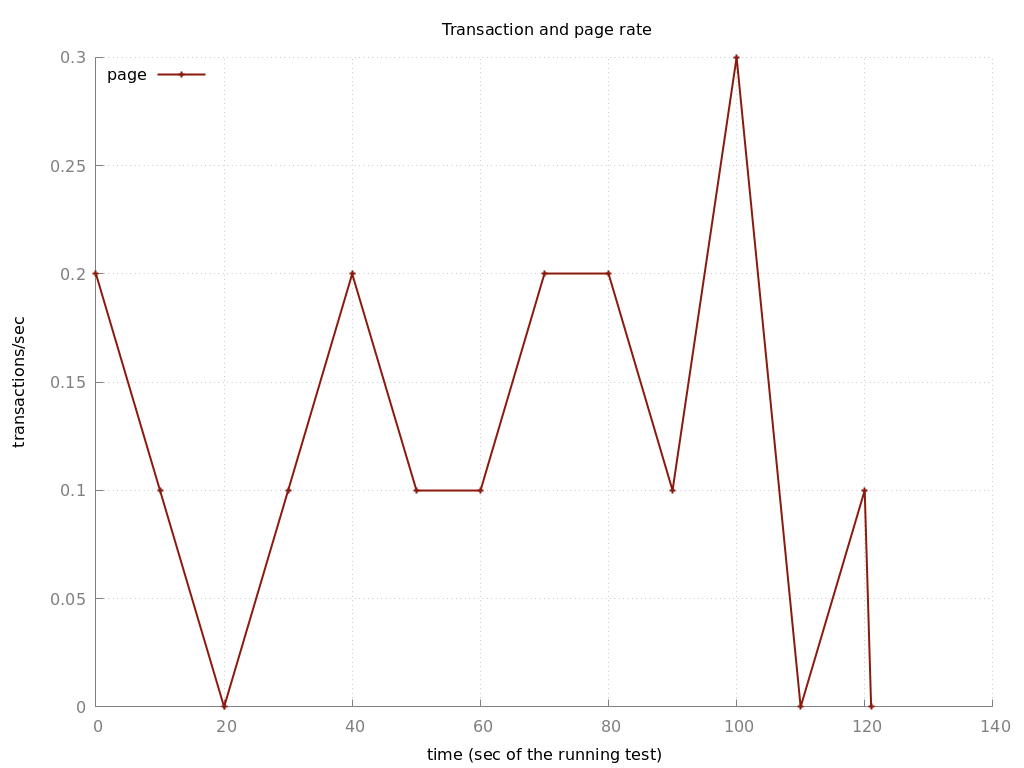 Transaction and page rate
page
0.3
0.25
0.2
0.15
0.1
0.05
0
transactions/sec
0 20 40 60 80 100 120 140
time (sec of the running test)